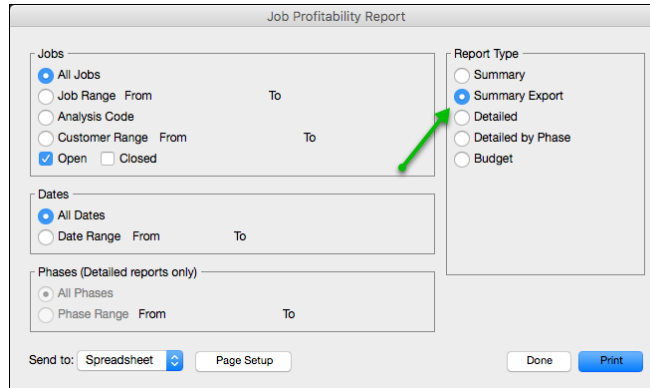 Job Profitability Report
Jobs
All Jobs
Job Range From To
Analysis Code
Customer Range From To
Open Closed
Dates
All Dates
Date Range From To
Phases (Detailed reports only)
All Phases
Phase Range From To
Report Type
Summary
Summary Export
Detailed
Detailed by Phase
Budget
Send to: Spreadsheet Page Setup Done Print